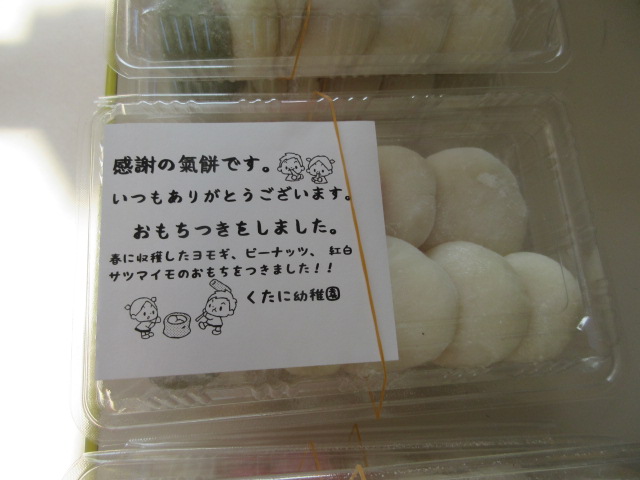 感謝の氣餅です。
いつもありがとうございます。
おもちつきをしました。
春に収穫したヨモギ、ピーナッツ、 紅白
サツマイモのおもちをつきました！！
くたに幼稚園